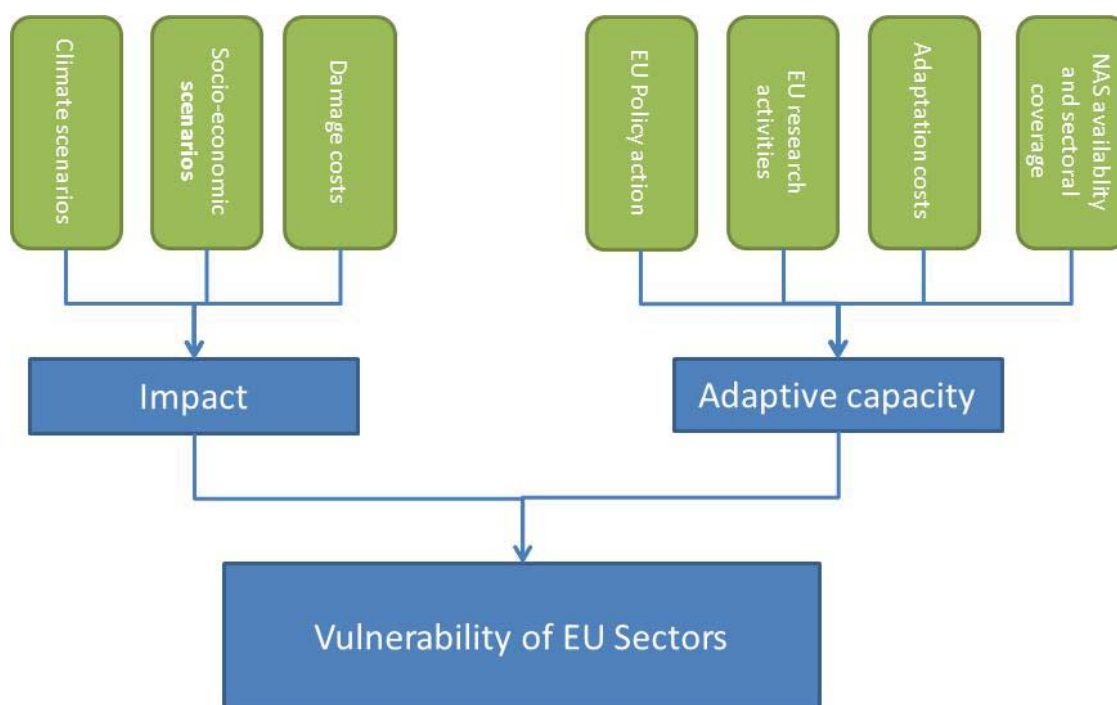 Climate scenarios
Socio-economic
scenarios
Damage costs
EU Policy action
EU research
activities
Adaptation costs
NAS availablity
and sectoral
coverage
Impact
Adaptive capacity
Vulnerability of EU Sectors